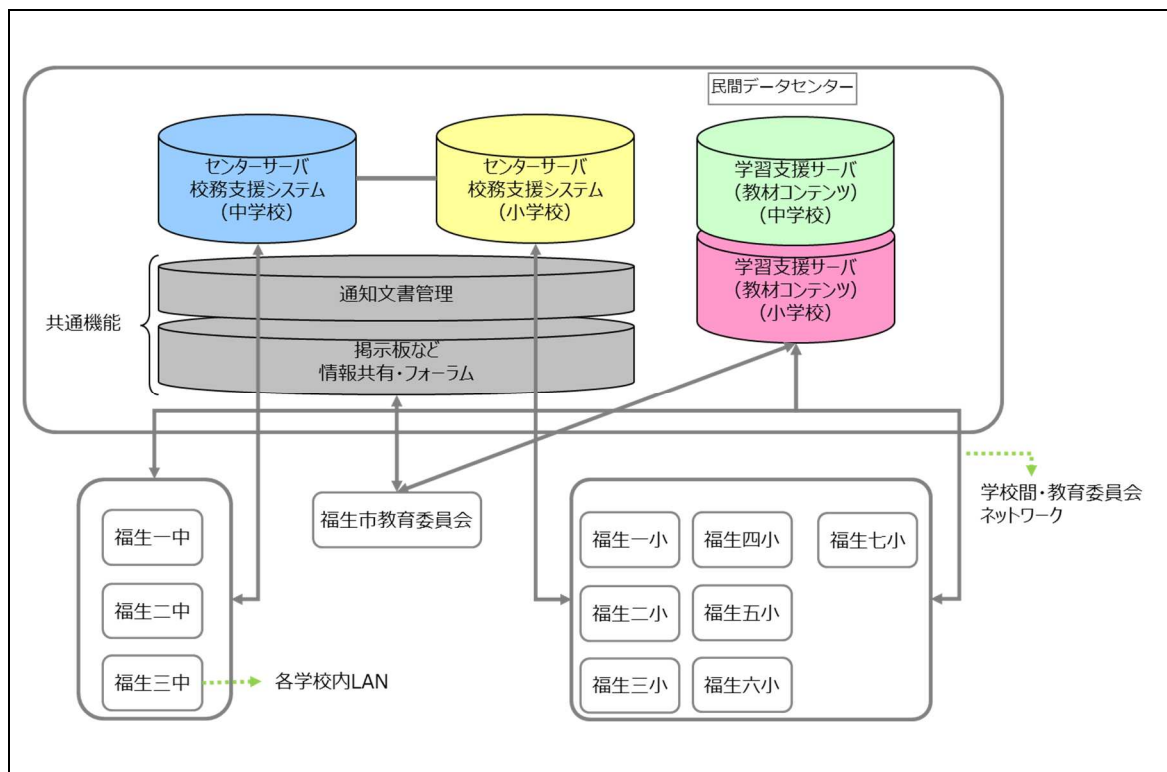 民間データセンター
センターサーバ
校務支援システム
(中学校)
センターサーバ
校務支援システム
(小学校)
学習支援サーバ
(教材コンテンツ)
(中学校)
学習支援サーバ
(教材コンテンツ)
(小学校)
共通機能
通知文書管理
掲示板など
情報共有・フォーラム
学校間・教育委員会
ネットワーク
福生市教育委員会
福生一中
福生二中
福生三中
各学校内LAN
福生一小
福生四小
福生七小
福生二小
福生五小
福生三小
福生六小